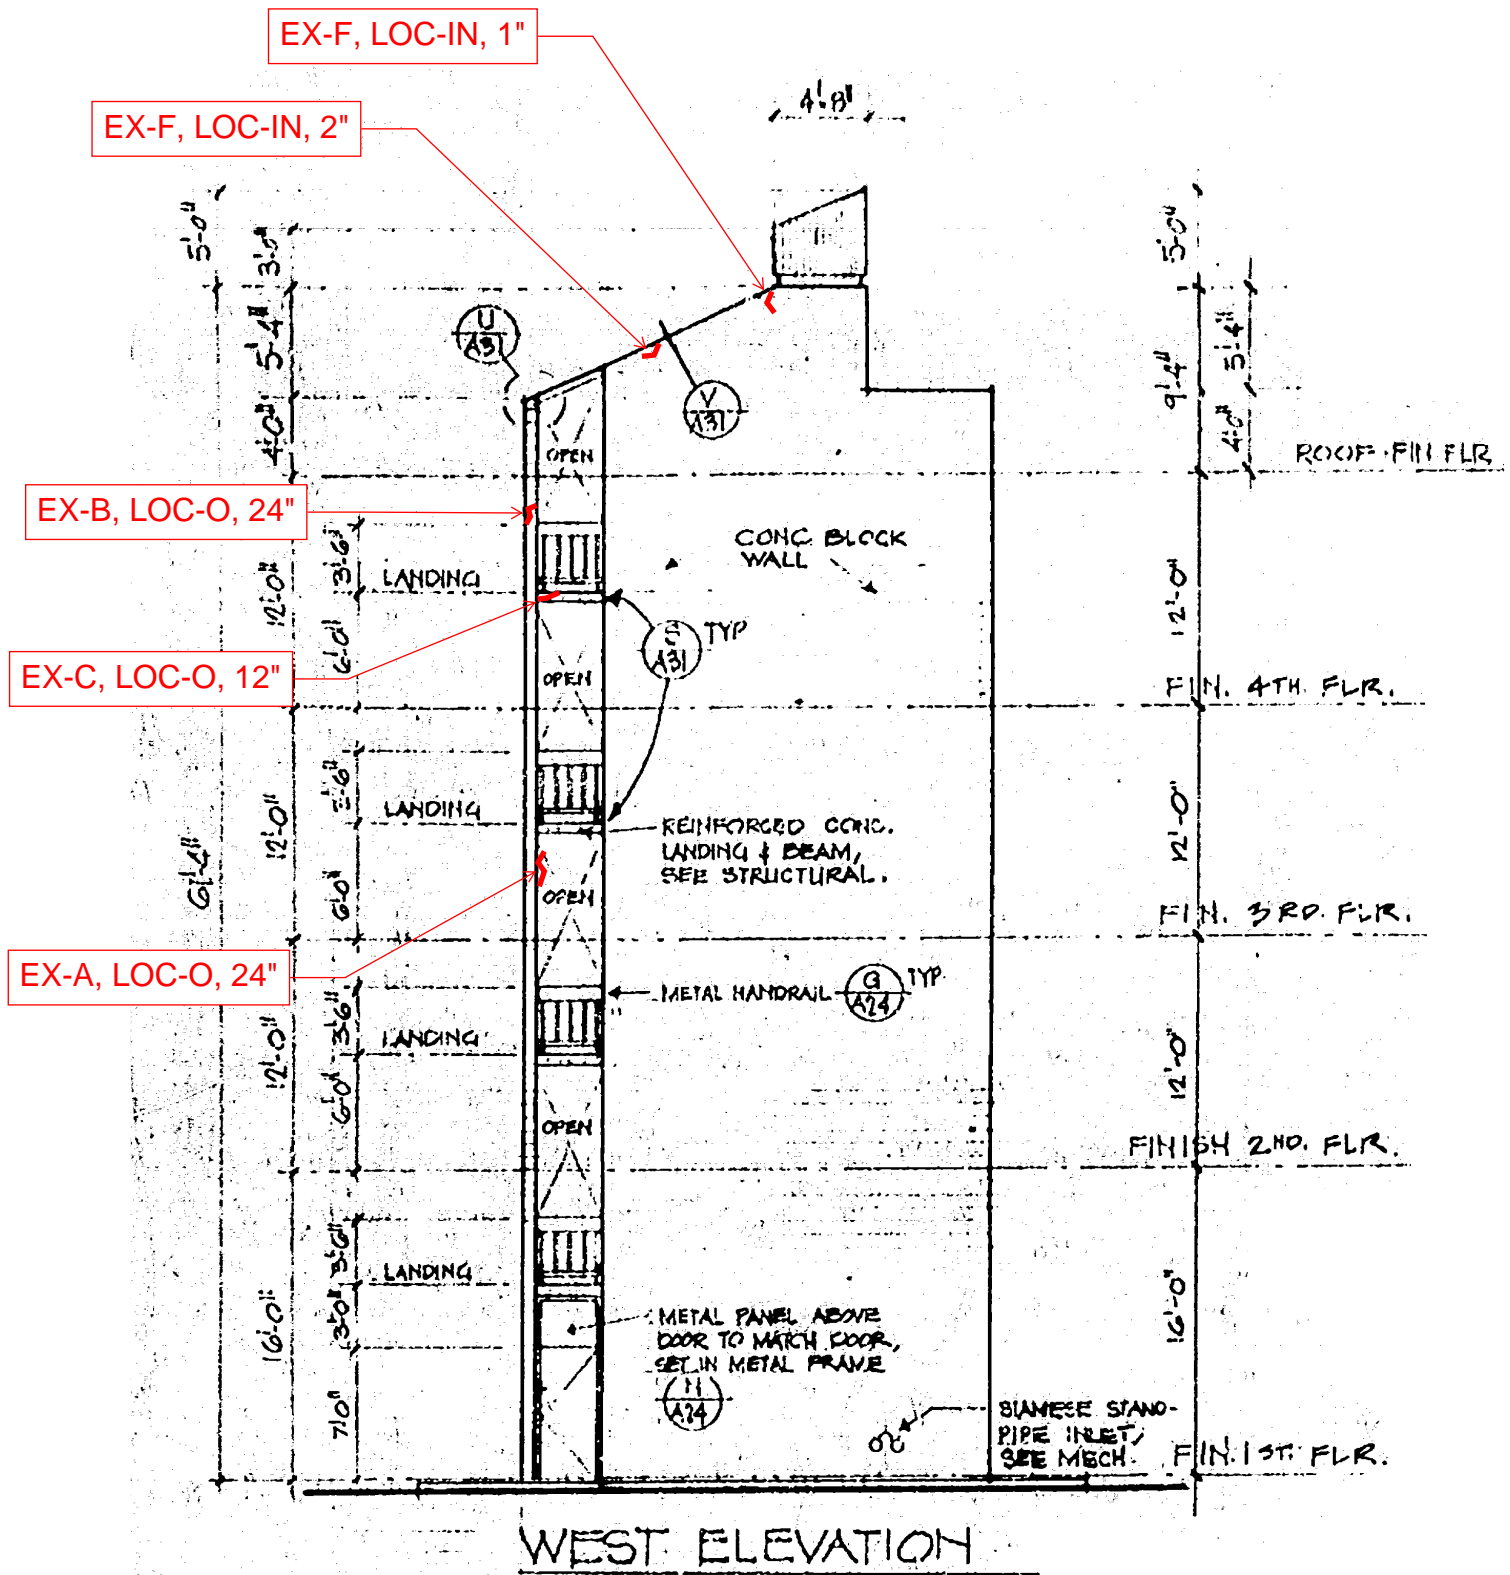 EX-F, LOC-IN, 1"
EX-F, LOC-IN, 2"
4'-8"
5'-0"
3'-0"
5'-4"
4'-0"
5'-0"
9'-4"
5'-4"
4'-0"
U
A31
V
A31
OPEN
ROOF FIN FLR
EX-B, LOC-O, 24"
CONC. BLOCK
WALL
12'-0"
3'-6"
LANDING
6'-0"
12'-0"
S
A31
TYP
EX-C, LOC-O, 12"
OPEN
FIN. 4TH. FLR.
LANDING
12'-0"
6'-0"
12'-0"
61'-4"
REINFORCED CONC.
LANDING & BEAM,
SEE STRUCTURAL.
OPEN
FIN. 3RD. FLR.
EX-A, LOC-O, 24"
METAL HANDRAIL
G
A24
TYP.
12'-0"
3'-6"
LANDING
6'-0"
12'-0"
OPEN
FINISH 2ND. FLR.
3'-6"
LANDING
16'-0"
3'-0"
7'-0"
16'-0"
METAL PANEL ABOVE
DOOR TO MATCH DOOR,
SET IN METAL FRAME
H
A24
SIAMESE STAND-
PIPE INLET,
SEE MECH.
FIN. 1ST. FLR.
WEST ELEVATION